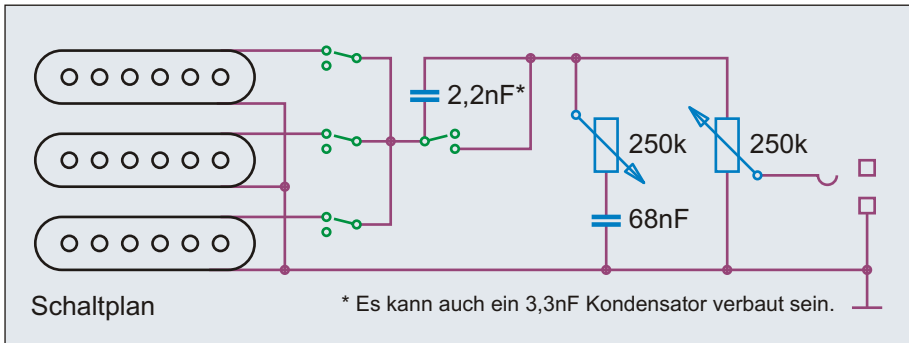 2,2nF*
250k
250k
68nF
Schaltplan
* Es kann auch ein 3,3nF Kondensator verbaut sein.